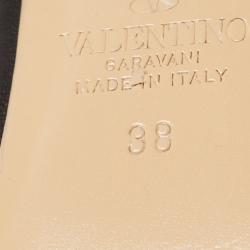 VALENTINO
GARAVANI
MADE IN ITALY
38